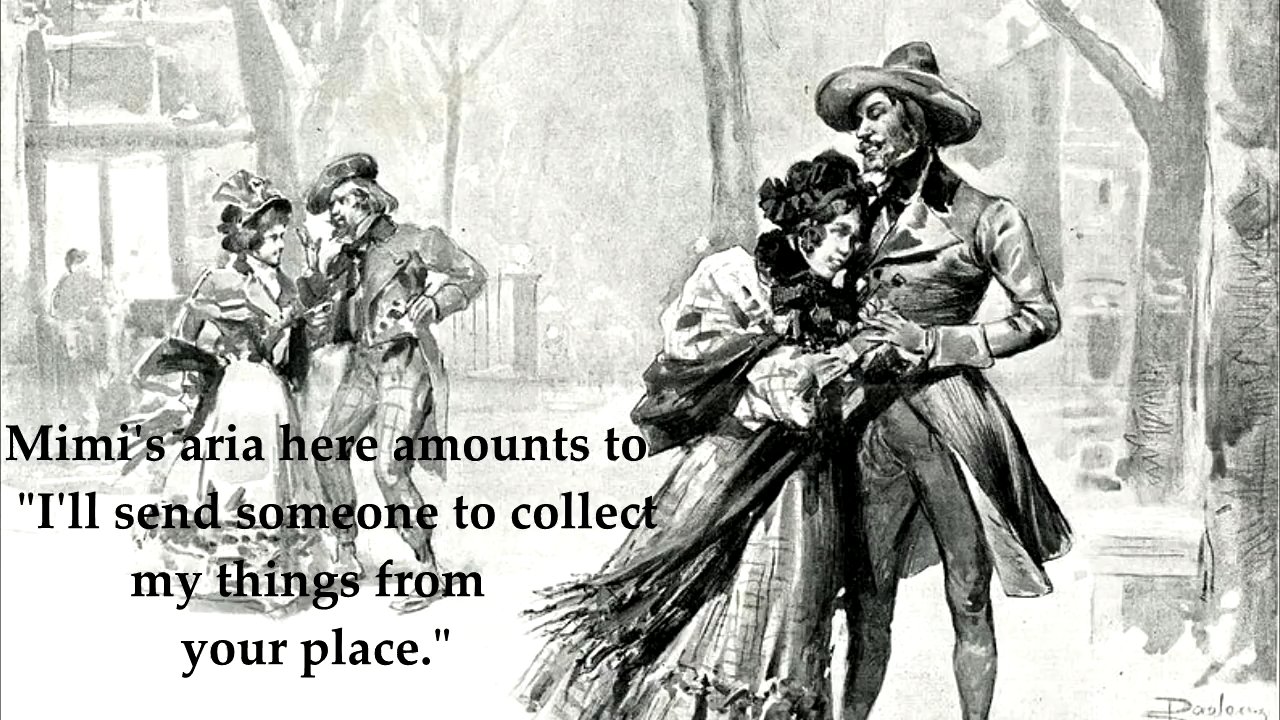 Mimi's aria here amounts to
"I'll send someone to collect
my things from
your place."